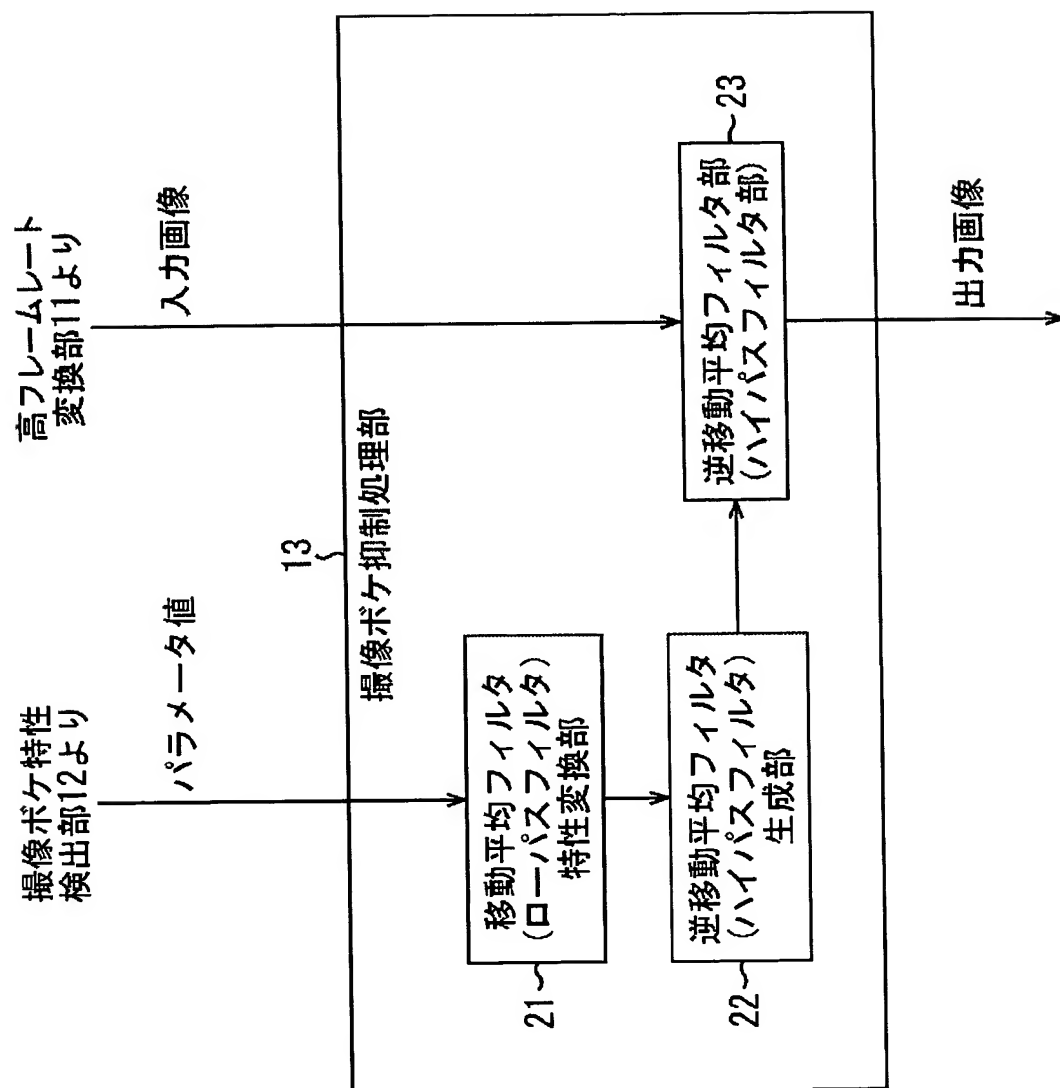 撮像ボケ特性
検出部12より
高フレームレート
変換部11より
パラメータ値
入力画像
13
撮像ボケ抑制処理部
21
移動平均フィルタ
(ローパスフィルタ)
特性変換部
22
逆移動平均フィルタ
(ハイパスフィルタ)
生成部
逆移動平均フィルタ部
(ハイパスフィルタ部)
23
出力画像